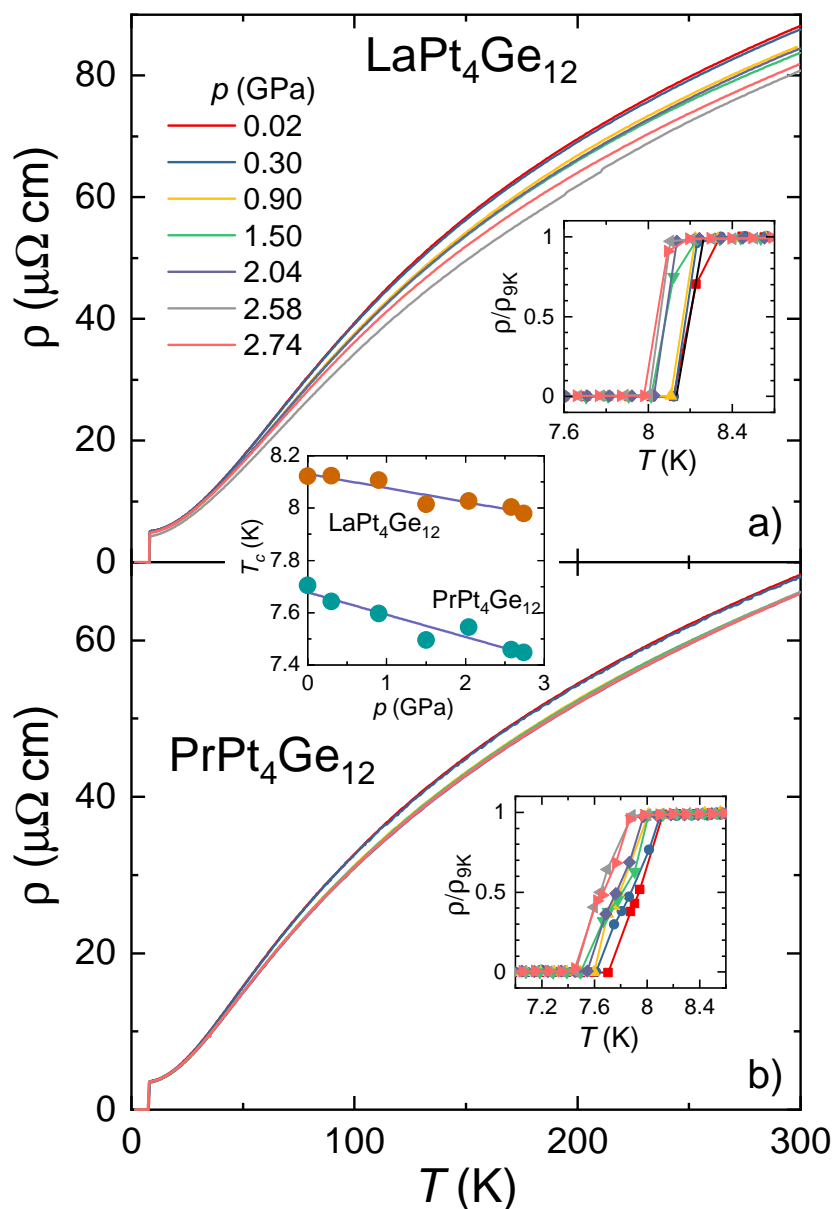 LaPt₄Ge₁₂
p (GPa)
0.02
0.30
0.90
1.50
2.04
2.58
2.74
80
60
40
20
0
ρ (μΩ cm)
1
0.5
0
ρ/ρ9K
7.6 8 8.4
T (K)
a)
8.2
8
7.8
7.6
7.4
Tc (K)
LaPt₄Ge₁₂
PrPt₄Ge₁₂
0 1 2 3
p (GPa)
60
40
20
0
ρ (μΩ cm)
PrPt₄Ge₁₂
1
0.5
0
ρ/ρ9K
7.2 7.6 8 8.4
T (K)
b)
0 100 200 300
T (K)